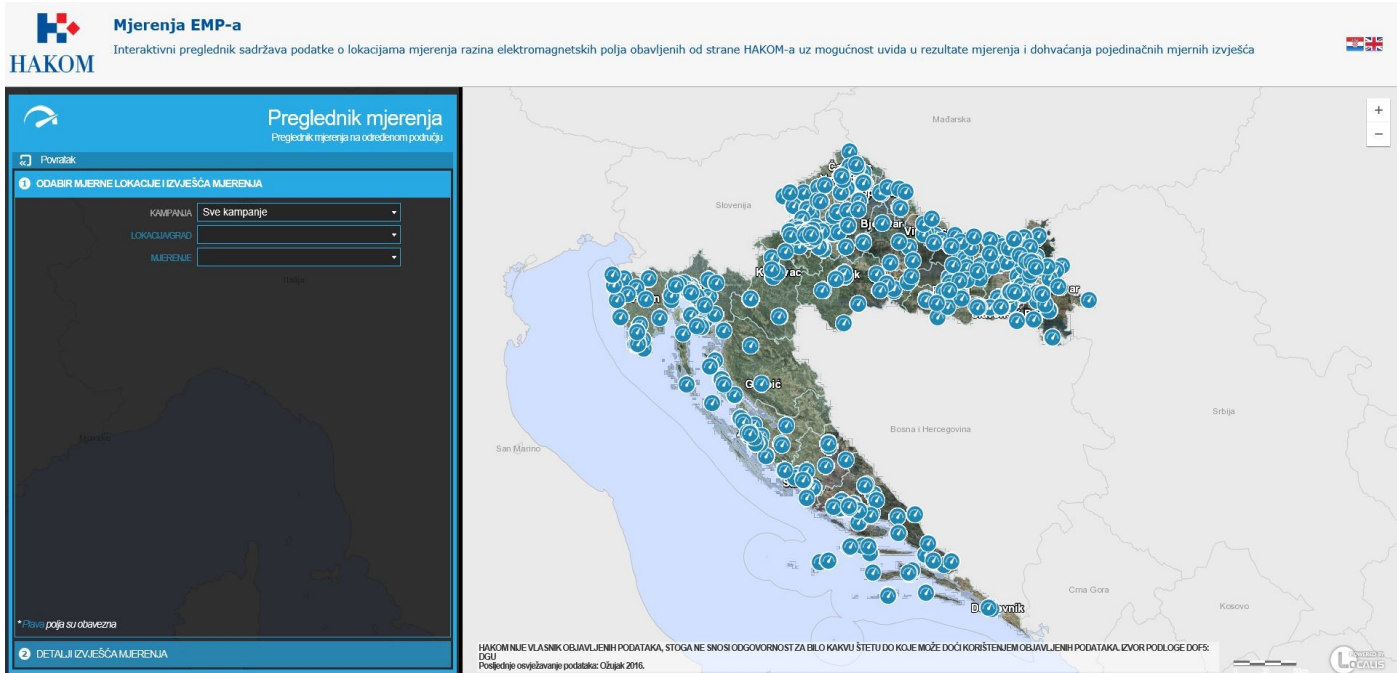 HAKOM
Mjerenja EMP-a
Interaktivni preglednik sadržava podatke o lokacijama mjerenja razina elektromagnetskih polja obavljenih od strane HAKOM-a uz mogućnost uvida u rezultate mjerenja i dohvaćanja pojedinačnih mjernih izvješća
Preglednik mjerenja
Preglednik mjerenja na određenom području
Povratak
1 ODABIR MJERNE LOKACIJE I IZVJEŠĆA MJERENJA
KAMPANJA Sve kampanje
LOKACIJA/GRAD
MJERENJE
Italija
* Plava polja su obavezna
2 DETALJI IZVJEŠĆA MJERENJA
+
−
Mađarska
Slovenija
Srbija
Bosna i Hercegovina
San Marino
Crna Gora
Kosovo
HAKOM NIJE VLASNIK OBJAVLJENIH PODATAKA, STOGA NE SNOSI ODGOVORNOST ZA BILO KAKVU ŠTETU DO KOJE MOŽE DOĆI KORIŠTENJEM OBJAVLJENIH PODATAKA. IZVOR PODLOGE DOF5:
DGU
Posljednje osvježavanje podataka: Ožujak 2016.
LOCALIS